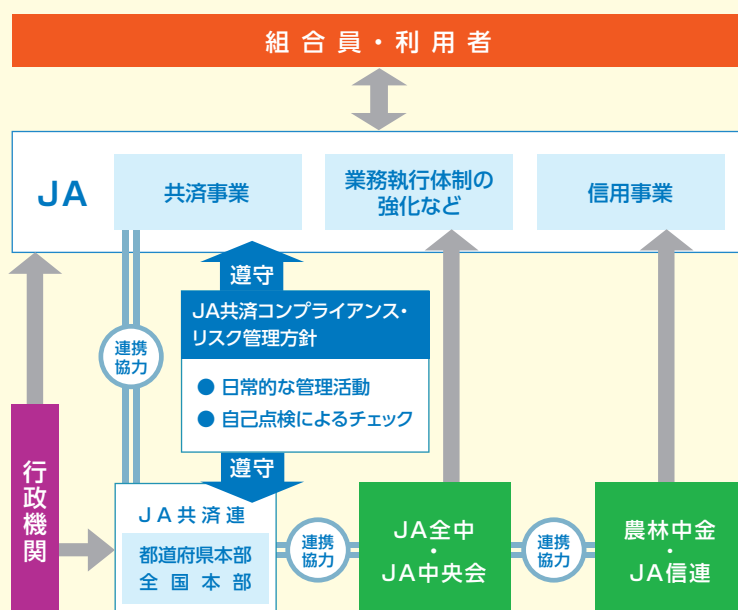 組合員・利用者
JA
共済事業
業務執行体制の
強化など
信用事業
遵守
JA共済コンプライアンス・
リスク管理方針
● 日常的な管理活動
● 自己点検によるチェック
遵守
連携
協力
行政機関
JA共済連
都道府県本部
全国本部
連携
協力
JA全中
・
JA中央会
連携
協力
農林中金
・
JA信連